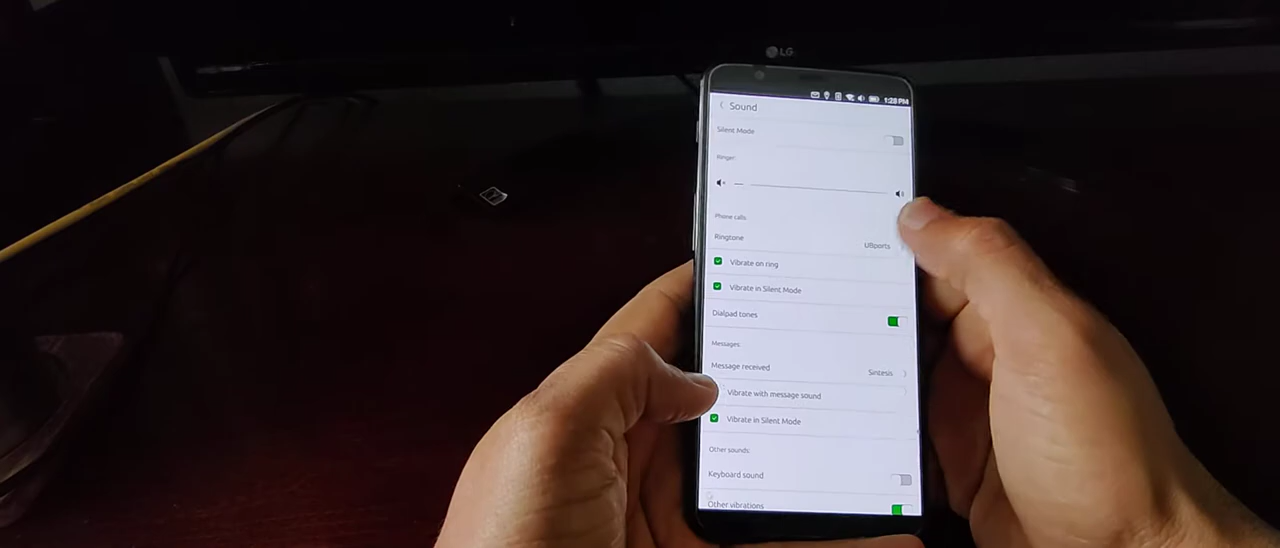 LG
1:28 PM
Sound
Silent Mode
Ringer:
Phone calls:
Ringtone UBports
Vibrate on ring
Vibrate in Silent Mode
Dialpad tones
Messages:
Message received Sintesis
Vibrate with message sound
Vibrate in Silent Mode
Other sounds:
Keyboard sound
Other vibrations